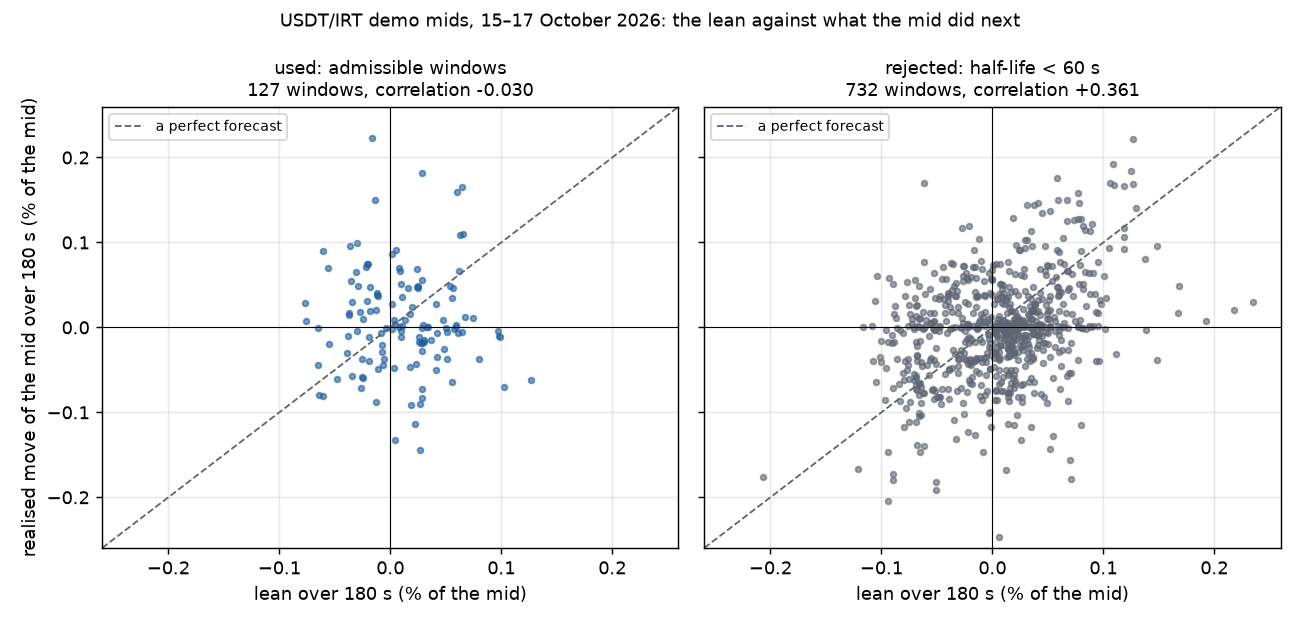 USDT/IRT demo mids, 15–17 October 2026: the lean against what the mid did next
used: admissible windows
127 windows, correlation -0.030
rejected: half-life < 60 s
732 windows, correlation +0.361
a perfect forecast
a perfect forecast
realised move of the mid over 180 s (% of the mid)
0.2
0.1
0.0
−0.1
−0.2
−0.2 −0.1 0.0 0.1 0.2
−0.2 −0.1 0.0 0.1 0.2
lean over 180 s (% of the mid)
lean over 180 s (% of the mid)